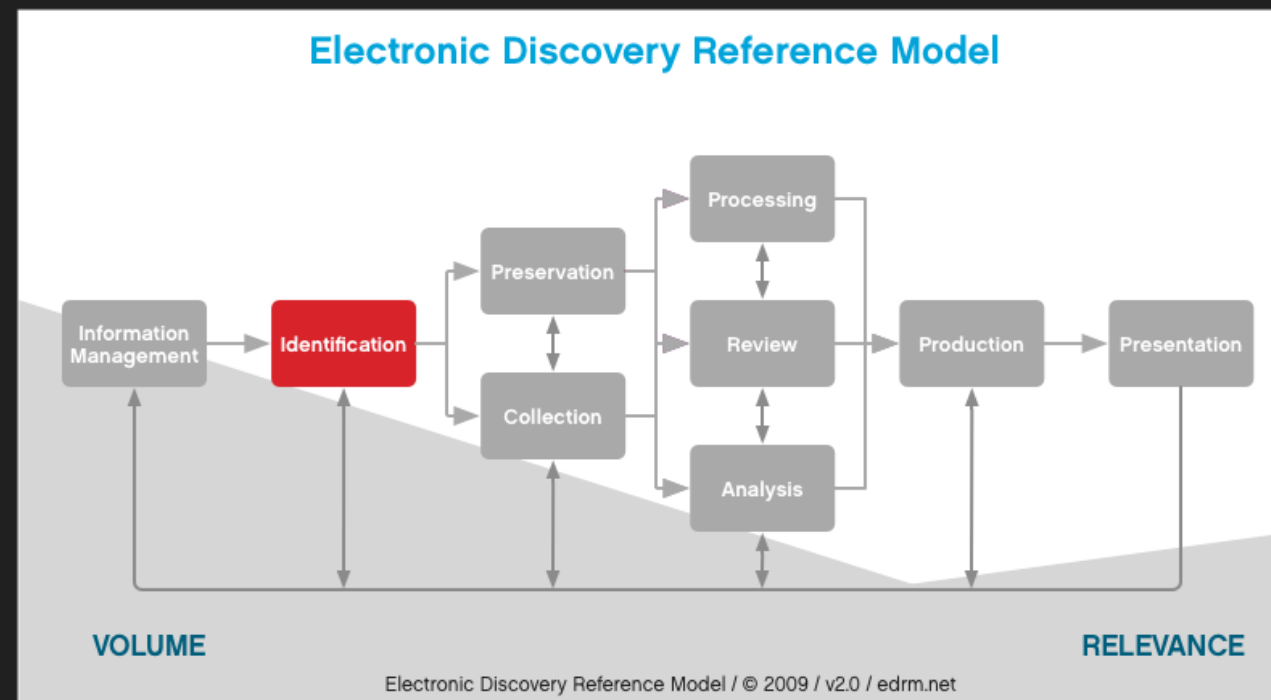 Electronic Discovery Reference Model
Information
Management
Identification
Preservation
Collection
Processing
Review
Analysis
Production
Presentation
VOLUME
RELEVANCE
Electronic Discovery Reference Model / © 2009 / v2.0 / edrm.net